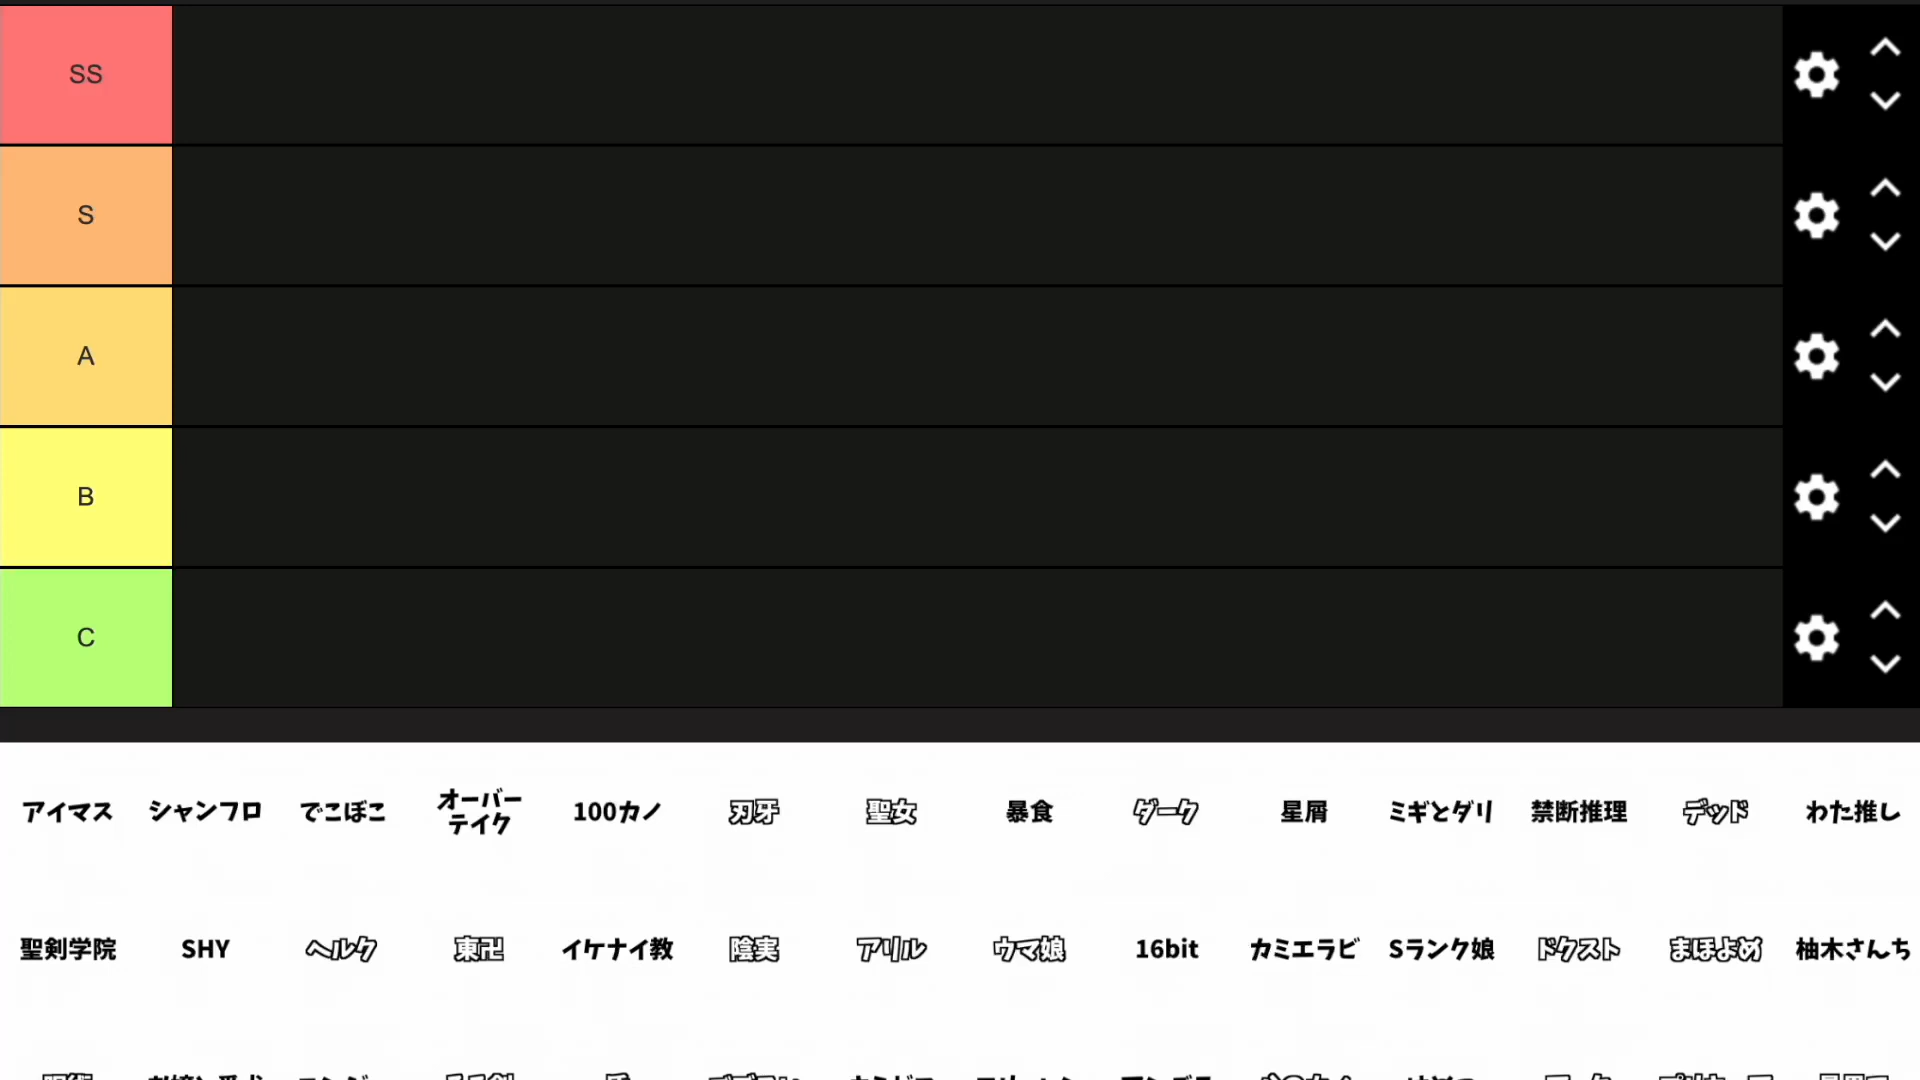 SS
S
A
B
C
アイマス シャンフロ でこぼこ オーバーテイク 100カノ 刃牙 聖女 暴食 ダーク 星屑 ミギとダリ 禁断推理 デッド わた推し
聖剣学院 SHY ヘルク 東卍 イケナイ教 陰実 アリル ウマ娘 16bit カミエラビ Sランク娘 ドクスト まほよめ 柚木さんち